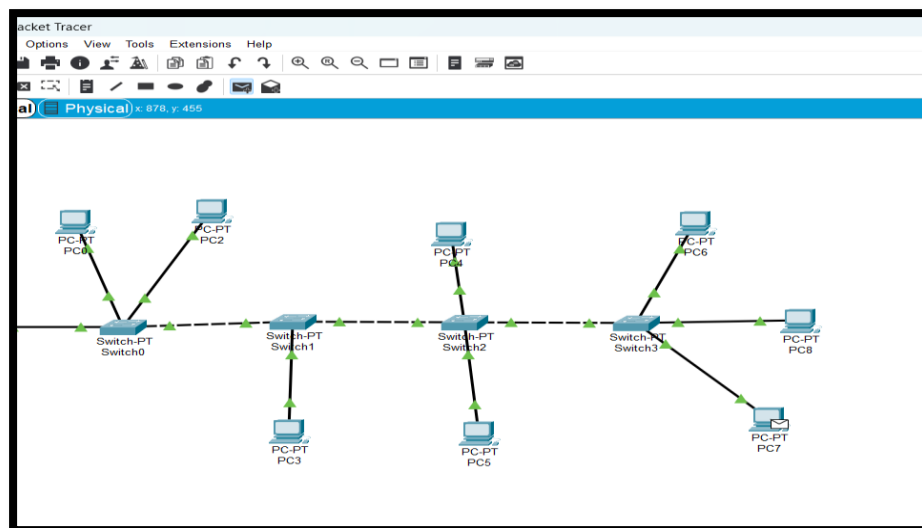 acket Tracer
Options View Tools Extensions Help
al Physical x: 878, y: 455
PC-PT
PC2
PC-PT
PC-PT
PC4
PC-PT
PC6
Switch-PT
Switch0
Switch-PT
Switch1
Switch-PT
Switch2
Switch-PT
Switch3
PC-PT
PC8
PC-PT
PC3
PC-PT
PC5
PC-PT
PC7